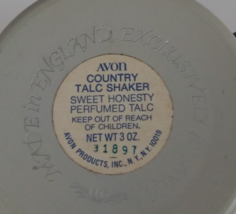 AVON
COUNTRY
TALC SHAKER
SWEET HONESTY
PERFUMED TALC
KEEP OUT OF REACH
OF CHILDREN.
NET WT 3 OZ.
31897
AVON PRODUCTS, INC., N.Y., N.Y. 10019
MADE in ENGLAND